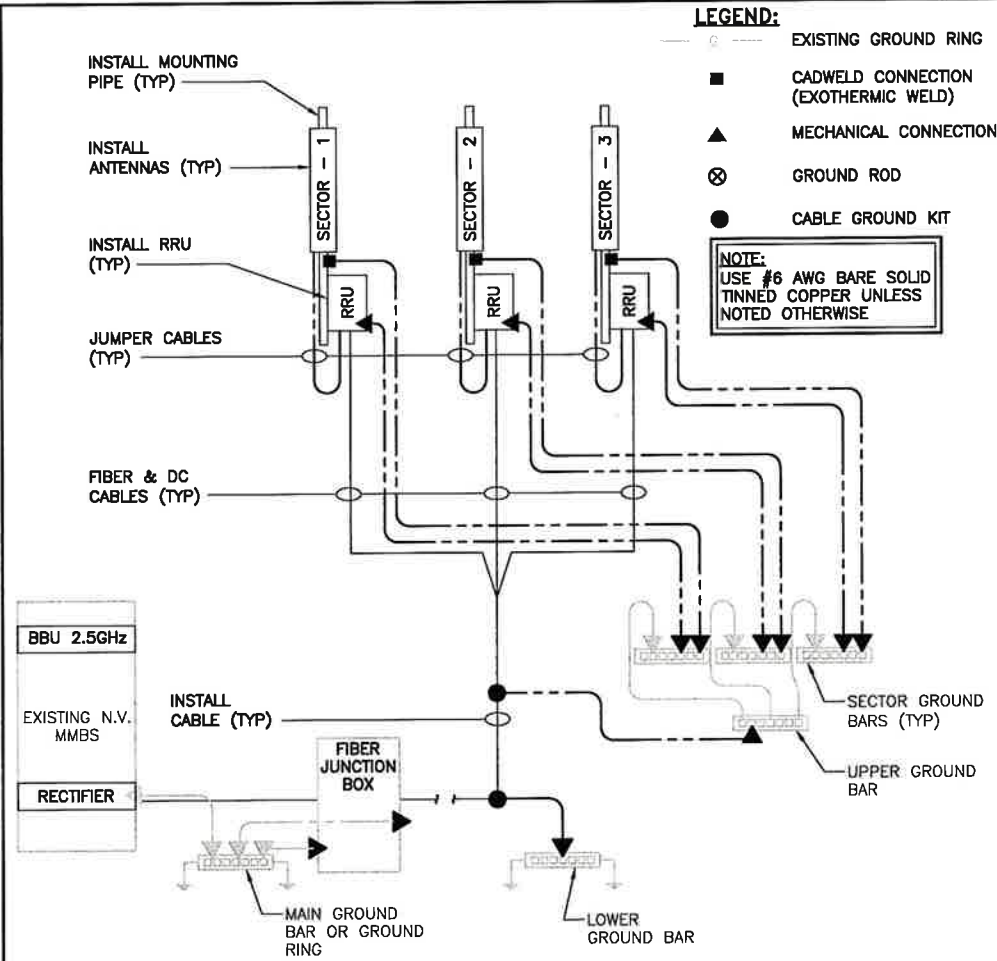 LEGEND:
G
EXISTING GROUND RING
CADWELD CONNECTION
(EXOTHERMIC WELD)
MECHANICAL CONNECTION
GROUND ROD
CABLE GROUND KIT
NOTE:
USE #6 AWG BARE SOLID
TINNED COPPER UNLESS
NOTED OTHERWISE
INSTALL MOUNTING
PIPE (TYP)
INSTALL
ANTENNAS (TYP)
INSTALL RRU
(TYP)
JUMPER CABLES
(TYP)
FIBER & DC
CABLES (TYP)
SECTOR - 1
SECTOR - 2
SECTOR - 3
RRU
RRU
RRU
BBU 2.5GHz
EXISTING N.V.
MMBS
RECTIFIER
INSTALL
CABLE (TYP)
FIBER
JUNCTION
BOX
SECTOR GROUND
BARS (TYP)
UPPER GROUND
BAR
MAIN GROUND
BAR OR GROUND
RING
LOWER
GROUND BAR